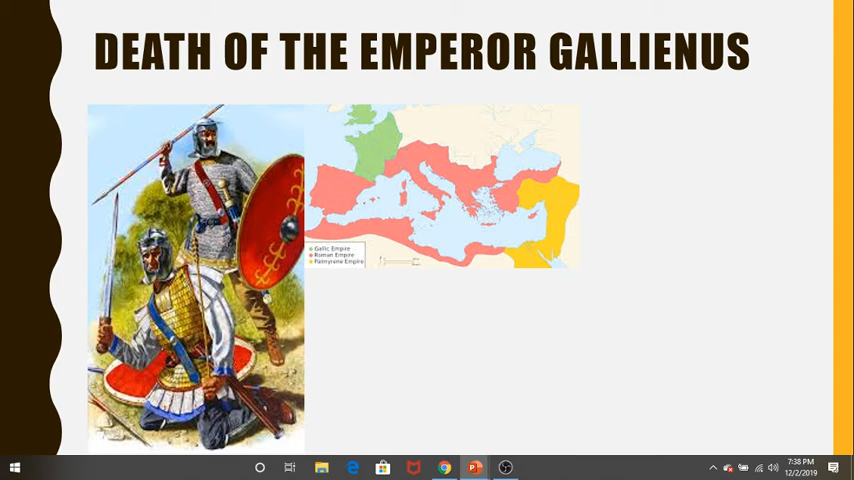 DEATH OF THE EMPEROR GALLIENUS
Gallic Empire
Roman Empire
Palmyrene Empire
7:38 PM
12/2/2019